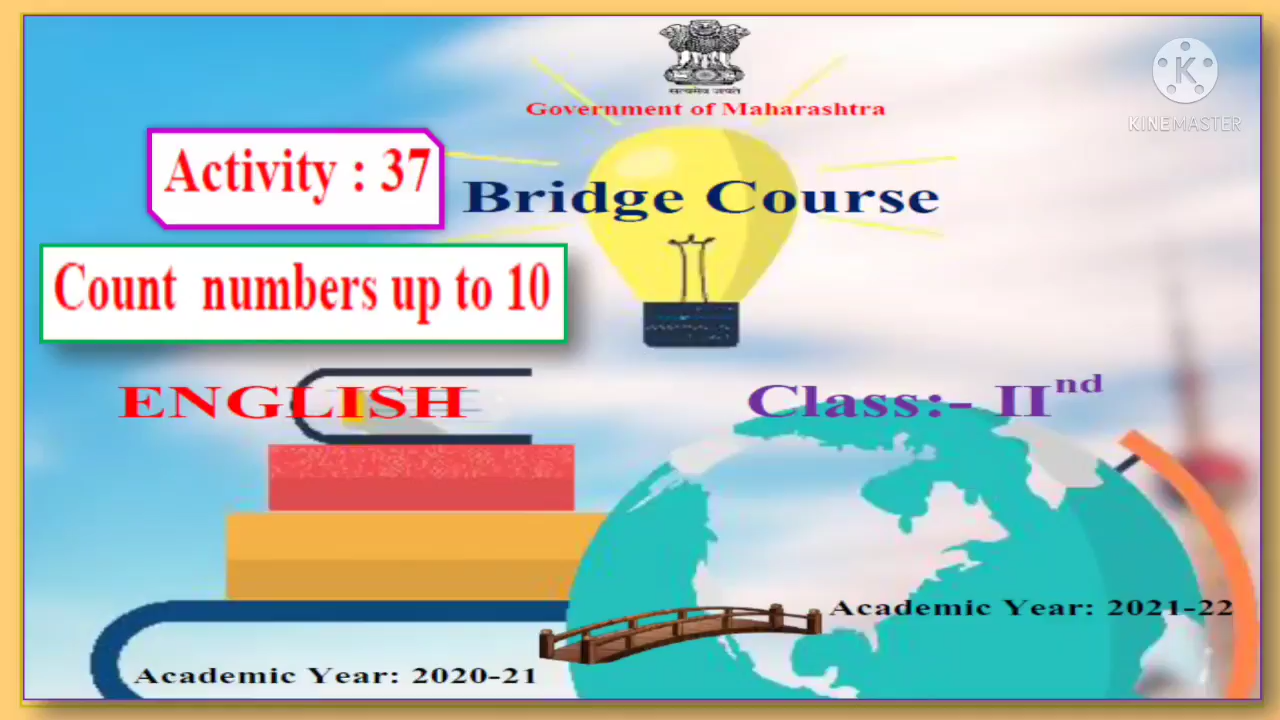 सत्यमेव जयते
Government of Maharashtra
KINEMASTER
Activity : 37
Bridge Course
Count numbers up to 10
ENGLISH
Class:- IInd
Academic Year: 2021-22
Academic Year: 2020-21